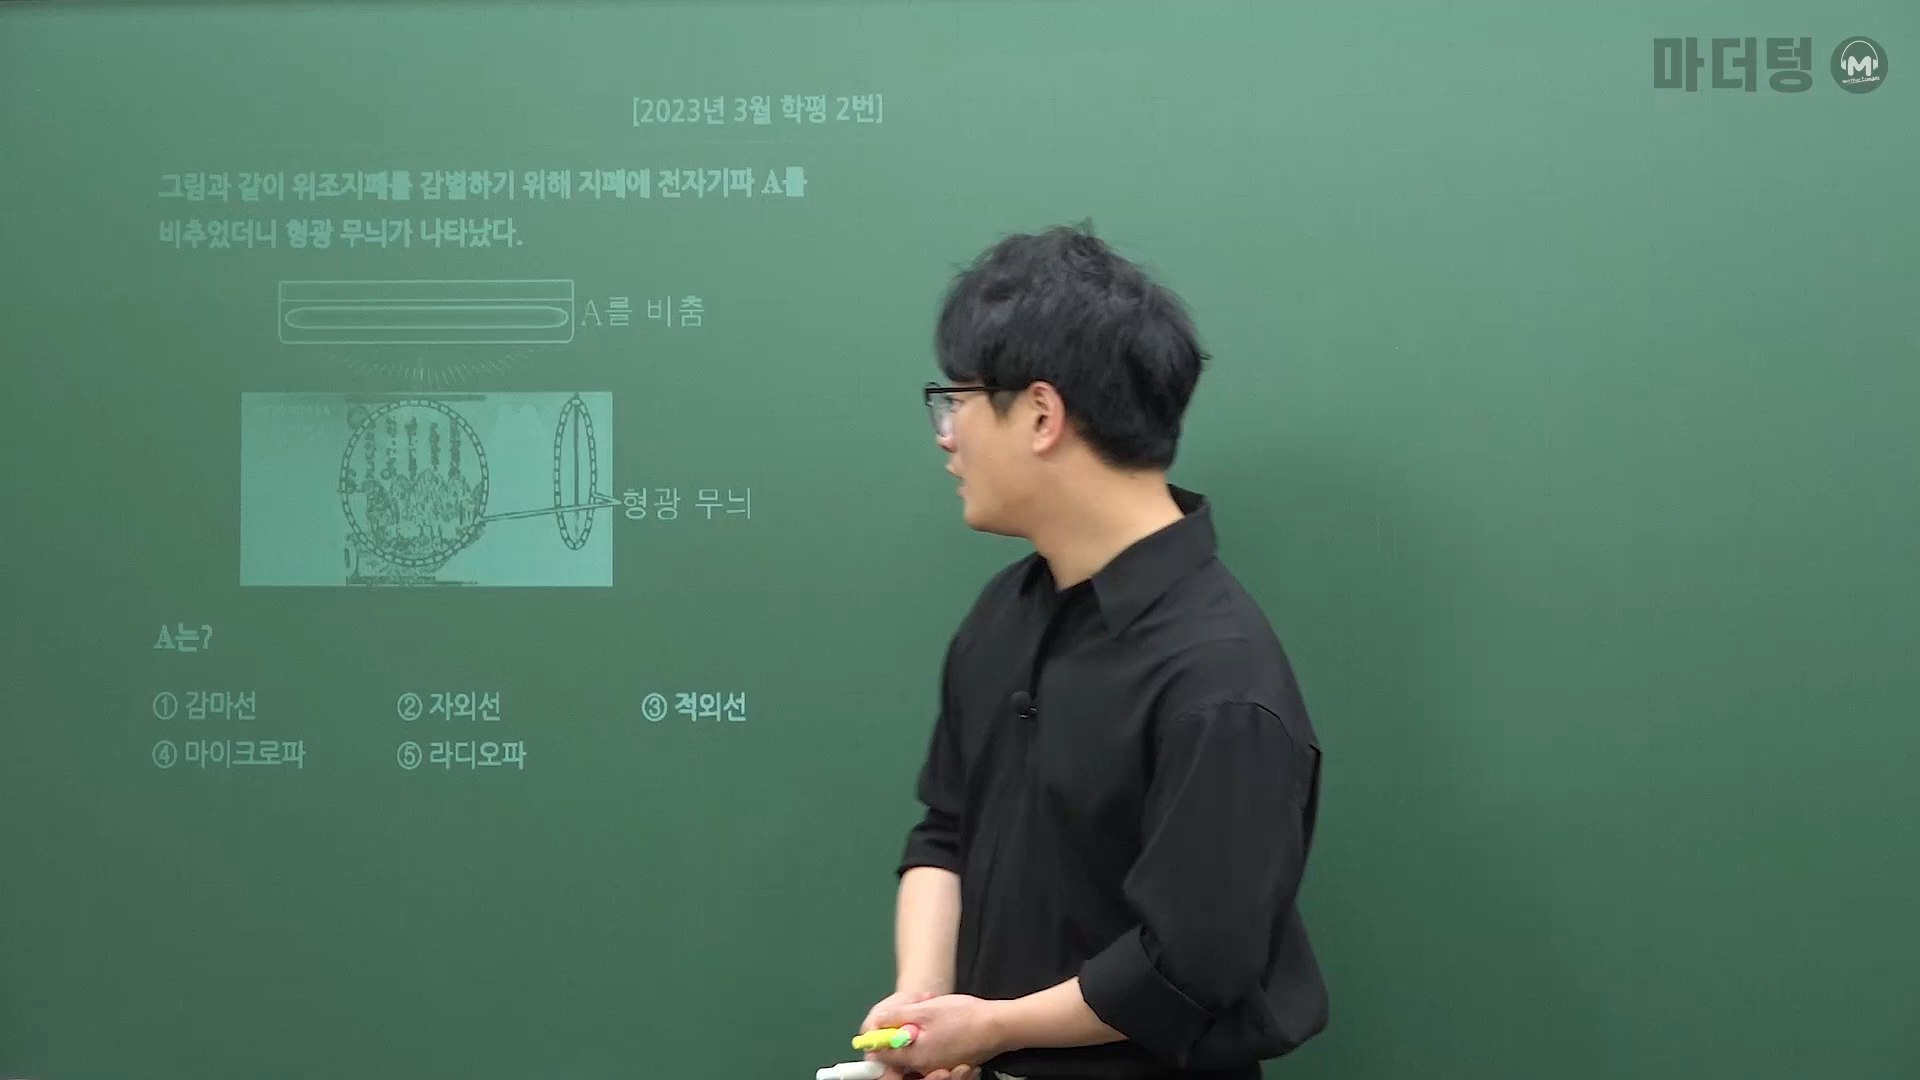 마더텅
[2023년 3월 학평 2번]
그림과 같이 위조지폐를 감별하기 위해 지폐에 전자기파 A를
비추었더니 형광 무늬가 나타났다.
A를 비춤
형광 무늬
A는?
① 감마선 ② 자외선 ③ 적외선
④ 마이크로파 ⑤ 라디오파